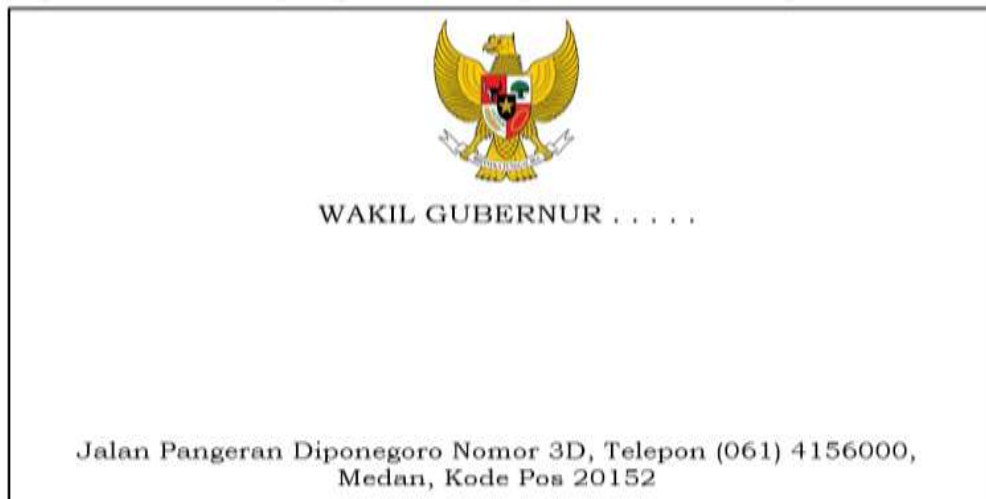 WAKIL GUBERNUR . . . . .
Jalan Pangeran Diponegoro Nomor 3D, Telepon (061) 4156000,
Medan, Kode Pos 20152